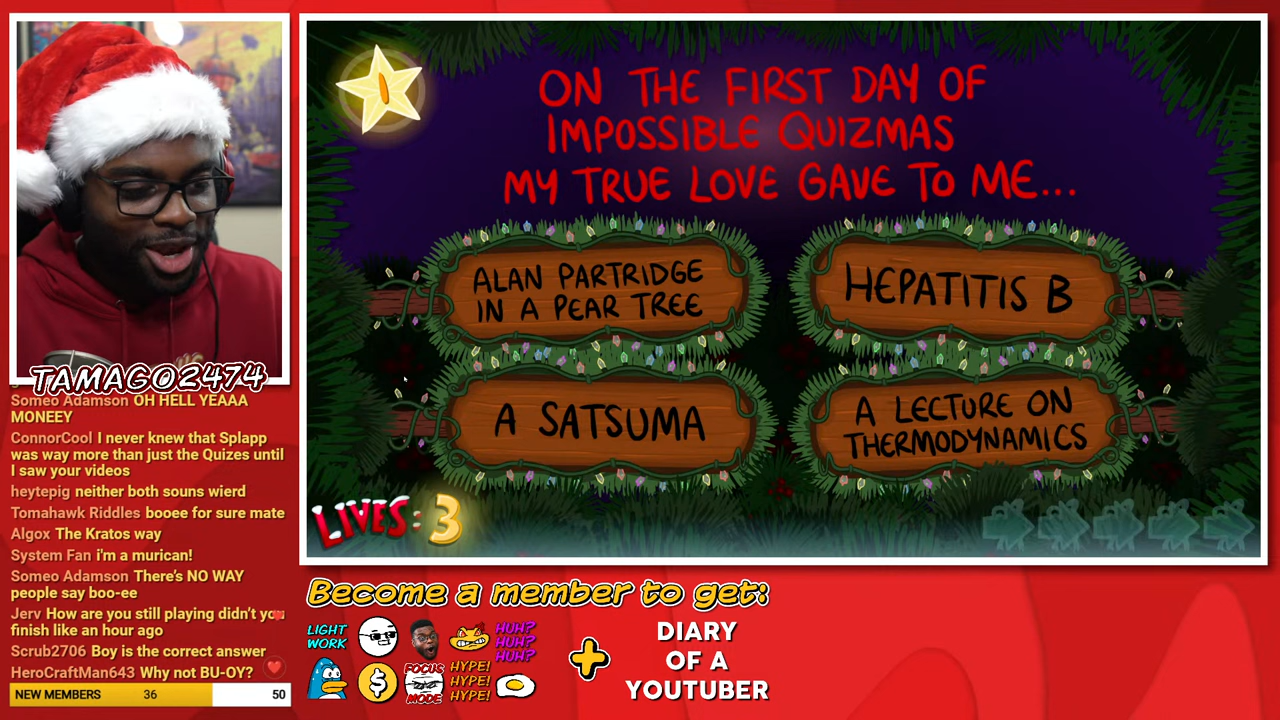 1
ON THE FIRST DAY OF
IMPOSSIBLE QUIZMAS
MY TRUE LOVE GAVE TO ME...
ALAN PARTRIDGE
IN A PEAR TREE
HEPATITIS B
A SATSUMA
A LECTURE ON
THERMODYNAMICS
LIVES: 3
TAMAGO2474
Someo Adamson OH HELL YEAAA
MONEEY
ConnorCool I never knew that Splapp
was way more than just the Quizes until
I saw your videos
heytepig neither both souns wierd
Tomahawk Riddles booee for sure mate
Algox The Kratos way
System Fan i'm a murican!
Someo Adamson There's NO WAY
people say boo-ee
Jerv How are you still playing didn't you
finish like an hour ago
Scrub2706 Boy is the correct answer
HeroCraftMan643 Why not BU-OY?
NEW MEMBERS 36 50
Become a member to get:
LIGHT
WORK
HUH?
HUH?
HUH?
$
FOCUS
MODE
HYPE!
HYPE!
HYPE!
+
DIARY
OF A
YOUTUBER